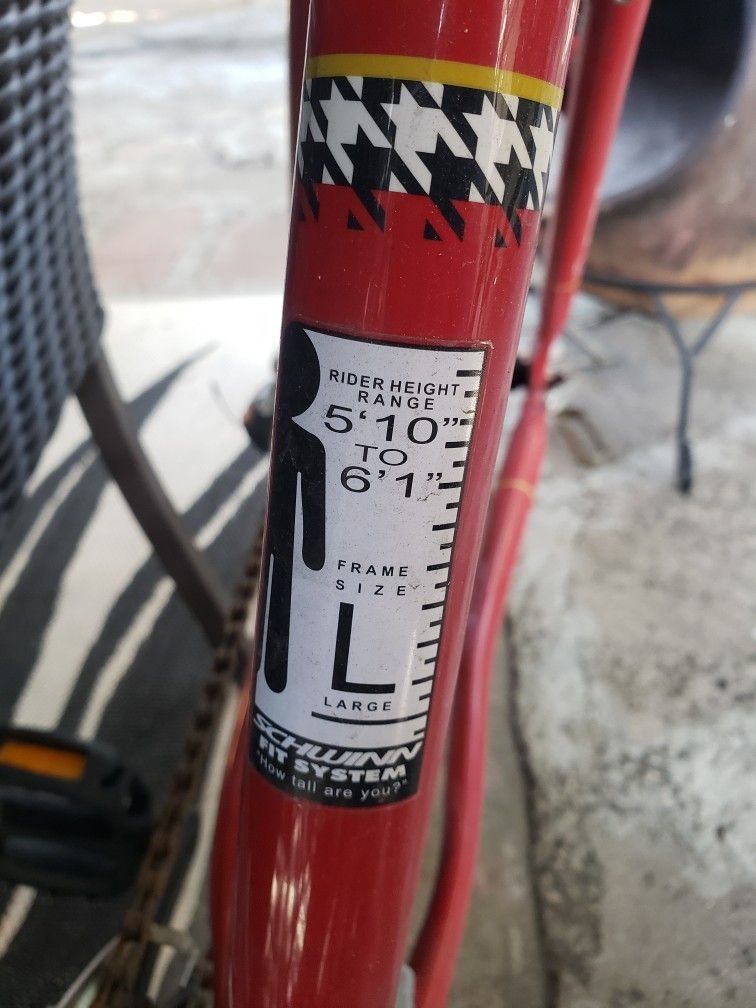 RIDER HEIGHT
RANGE
5'10"
TO
6'1"
FRAME
SIZE
L
LARGE
SCHWINN
FIT SYSTEM
"How tall are you?"